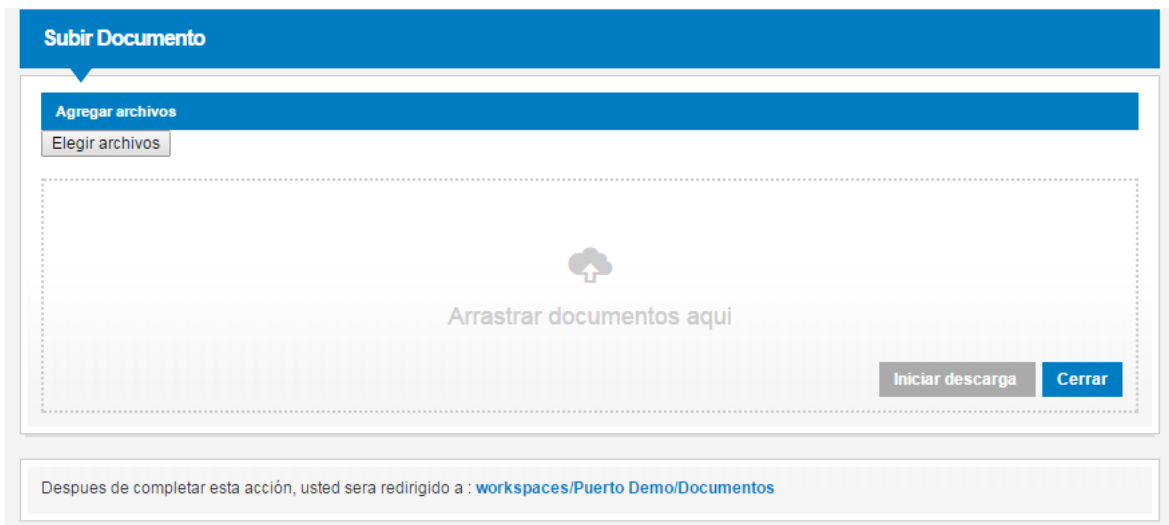 Subir Documento
Agregar archivos
Elegir archivos
Arrastrar documentos aqui
Iniciar descarga
Cerrar
Despues de completar esta acción, usted sera redirigido a : workspaces/Puerto Demo/Documentos